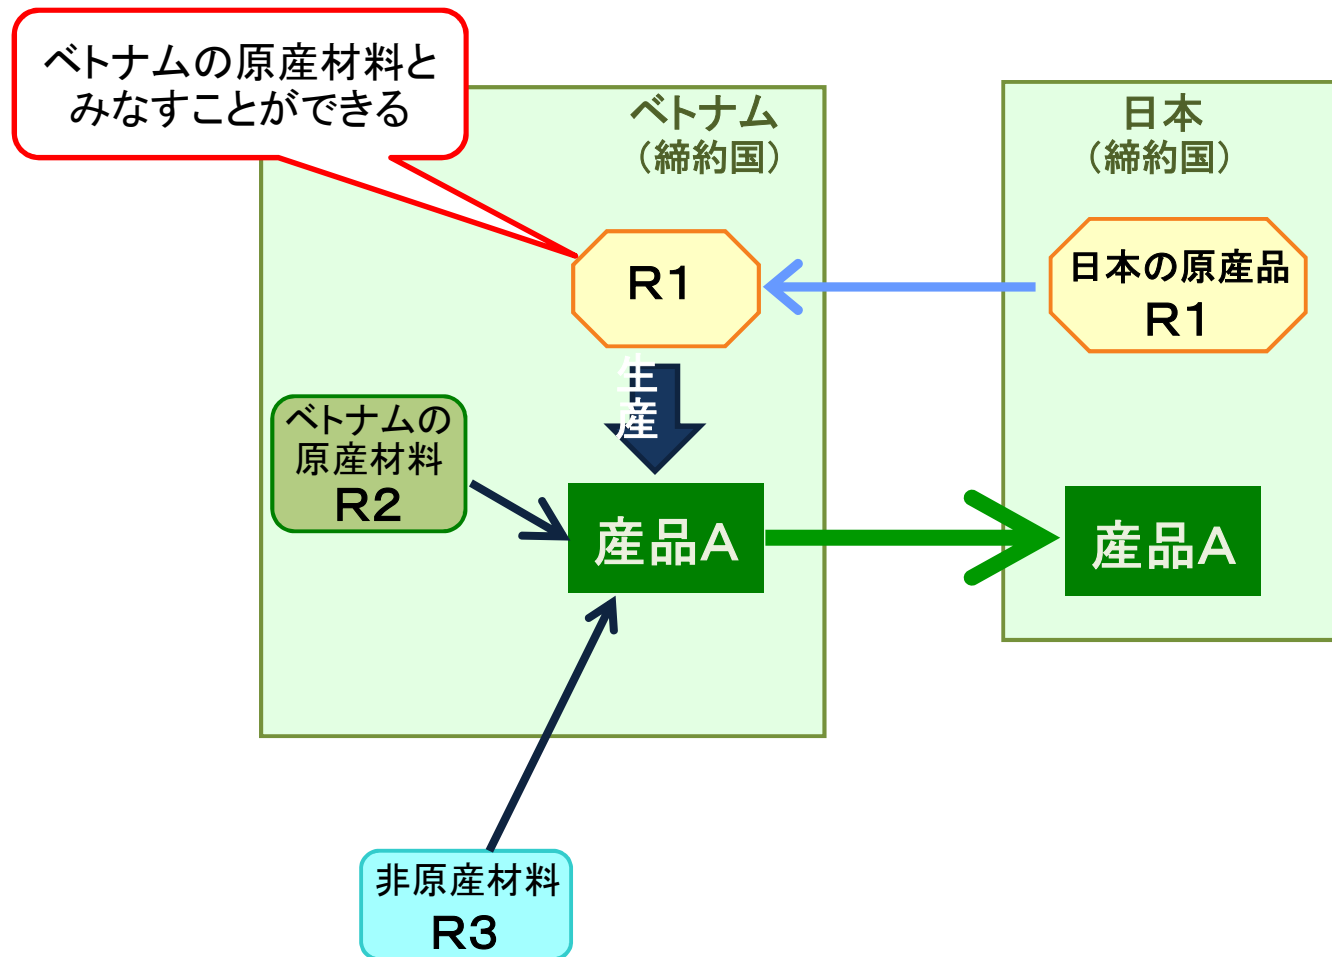 ベトナムの原産材料と
みなすことができる
ベトナム
（締約国）
日本
（締約国）
R1
日本の原産品
R1
生
産
ベトナムの
原産材料
R2
産品A
産品A
非原産材料
R3